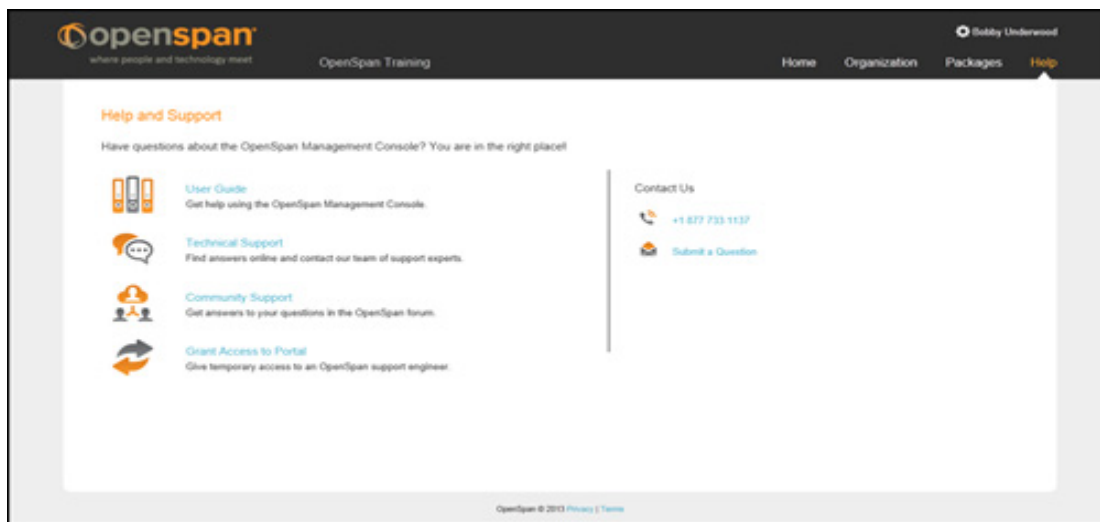 openspan
Bobby Underwood
where people and technology meet
OpenSpan Training
Home Organization Packages Help
Help and Support
Have questions about the OpenSpan Management Console? You are in the right place!
User Guide
Get help using the OpenSpan Management Console.
Technical Support
Find answers online and contact our team of support experts.
Community Support
Get answers to your questions in the OpenSpan forum.
Grant Access to Portal
Give temporary access to an OpenSpan support engineer.
Contact Us
+1 877 733 1137
Submit a Question
OpenSpan © 2013 Privacy | Terms